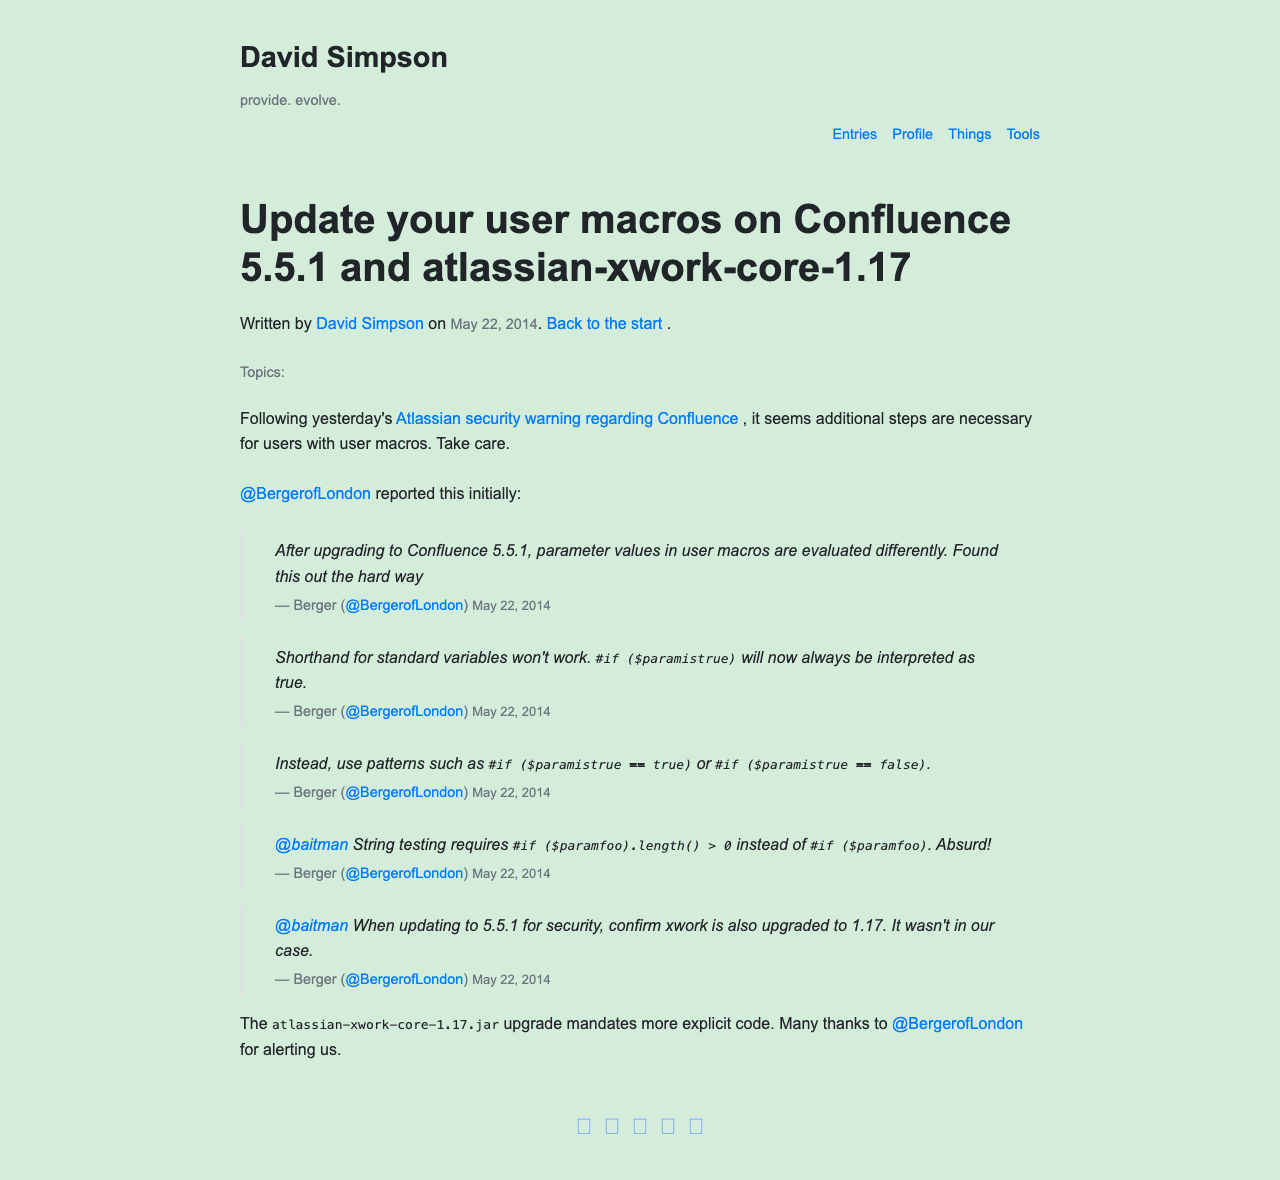 David Simpson
provide. evolve.
Entries Profile Things Tools
Update your user macros on Confluence
5.5.1 and atlassian-xwork-core-1.17
Written by David Simpson on May 22, 2014. Back to the start .
Topics:
Following yesterday's Atlassian security warning regarding Confluence , it seems additional steps are necessary
for users with user macros. Take care.
@BergerofLondon reported this initially:
After upgrading to Confluence 5.5.1, parameter values in user macros are evaluated differently. Found
this out the hard way
— Berger (@BergerofLondon) May 22, 2014
Shorthand for standard variables won't work. #if ($paramistrue) will now always be interpreted as
true.
— Berger (@BergerofLondon) May 22, 2014
Instead, use patterns such as #if ($paramistrue == true) or #if ($paramistrue == false).
— Berger (@BergerofLondon) May 22, 2014
@baitman String testing requires #if ($paramfoo).length() > 0 instead of #if ($paramfoo). Absurd!
— Berger (@BergerofLondon) May 22, 2014
@baitman When updating to 5.5.1 for security, confirm xwork is also upgraded to 1.17. It wasn't in our
case.
— Berger (@BergerofLondon) May 22, 2014
The atlassian-xwork-core-1.17.jar upgrade mandates more explicit code. Many thanks to @BergerofLondon
for alerting us.